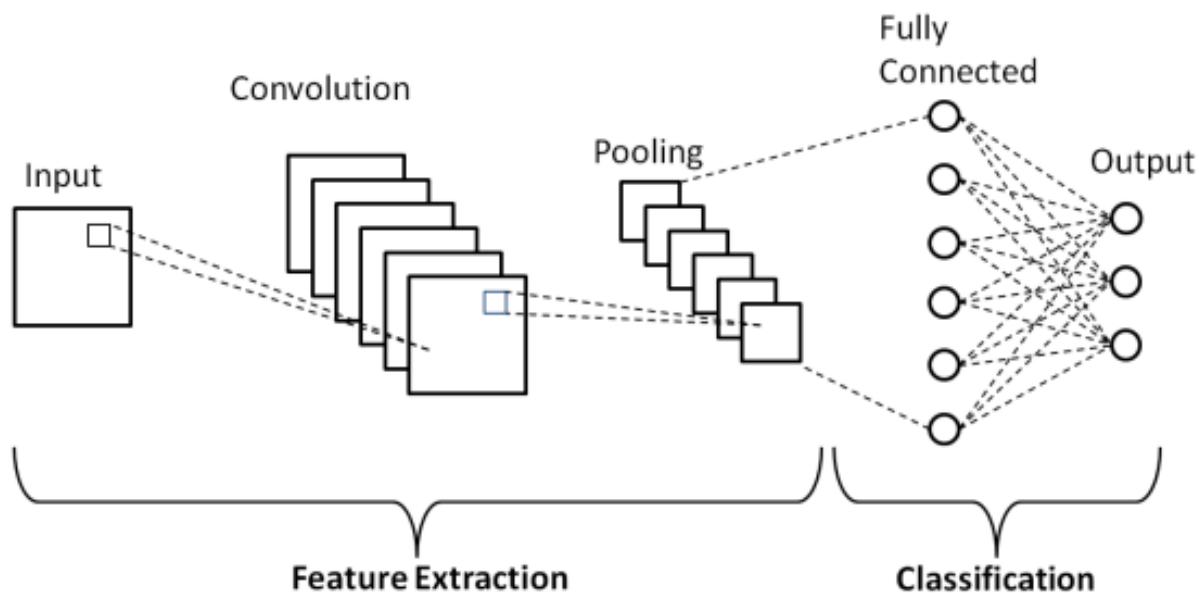 Input
Convolution
Pooling
Fully
Connected
Output
Feature Extraction
Classification